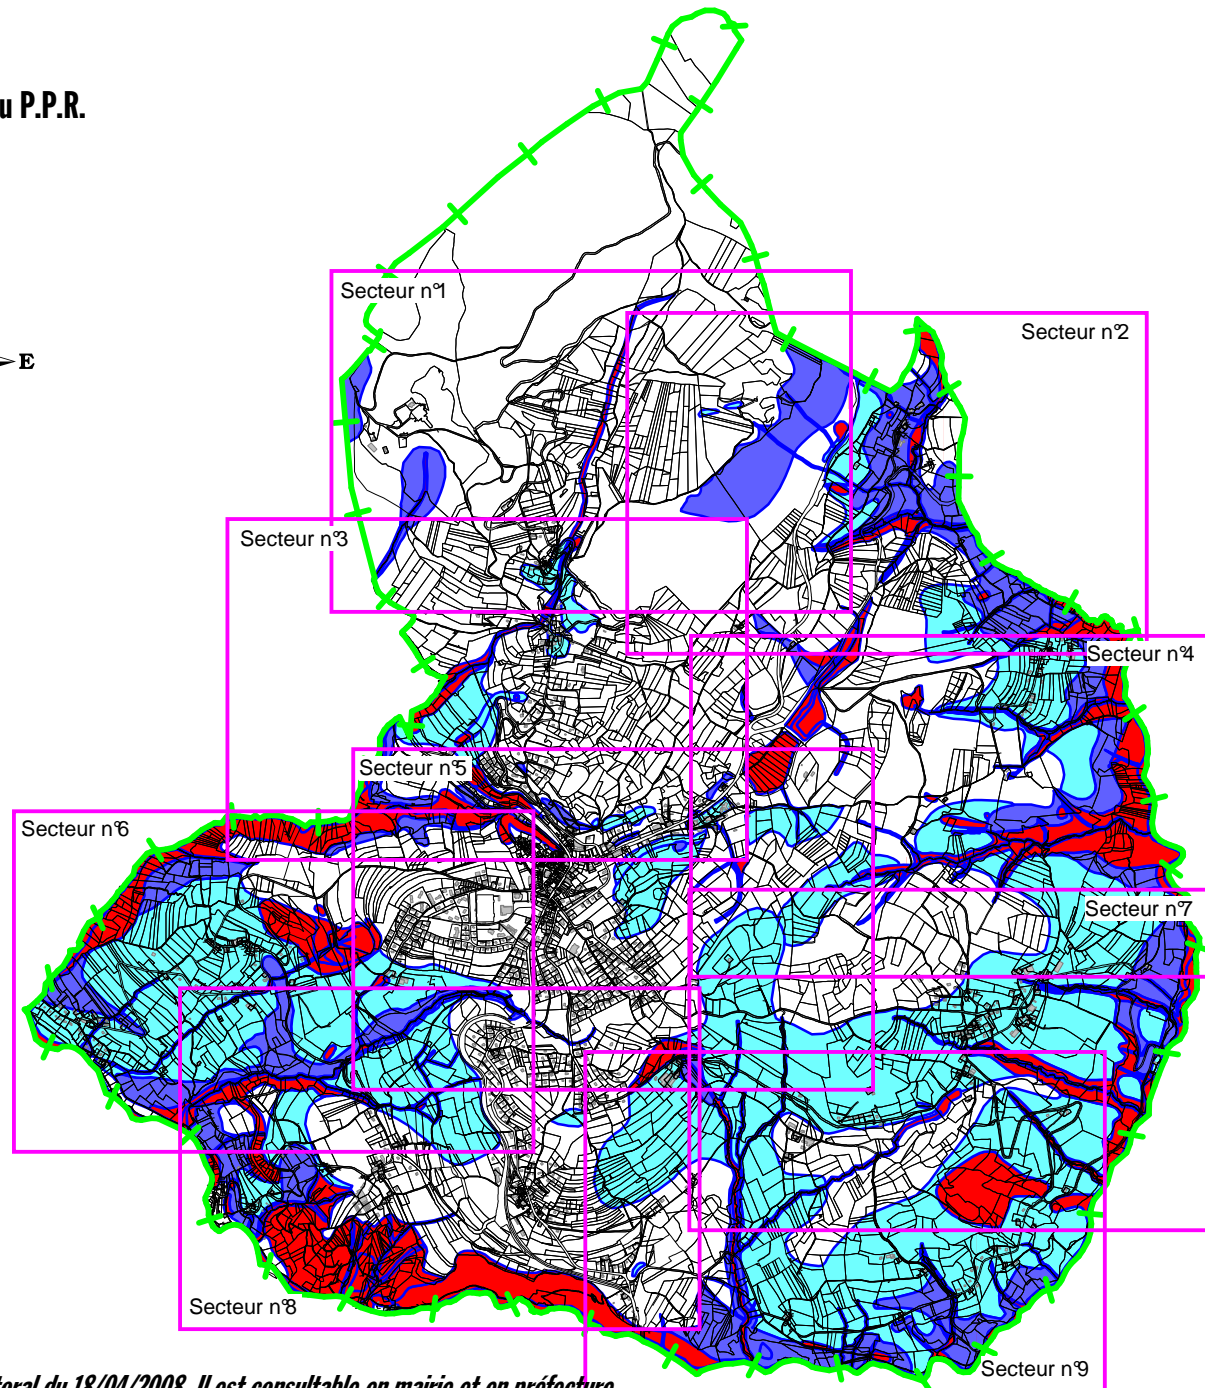 u P.P.R.
E
Secteur n°1
Secteur n°2
Secteur n°3
Secteur n°4
Secteur n°5
Secteur n°6
Secteur n°7
Secteur n°8
Secteur n°9
toral du 18/04/2008. Il est consultable en mairie et en préfecture